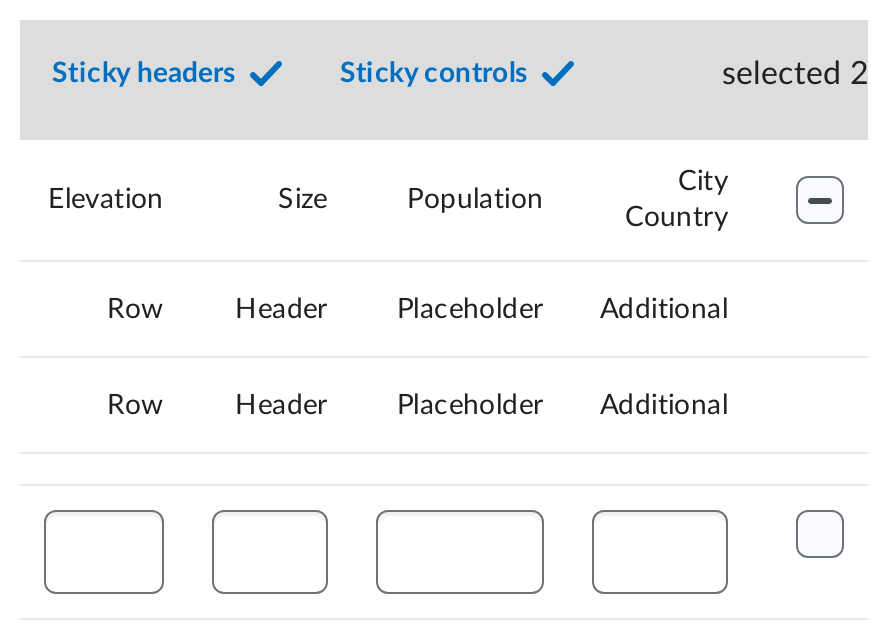 Sticky headers Sticky controls selected 2
Elevation Size Population City
Country
Row Header Placeholder Additional
Row Header Placeholder Additional